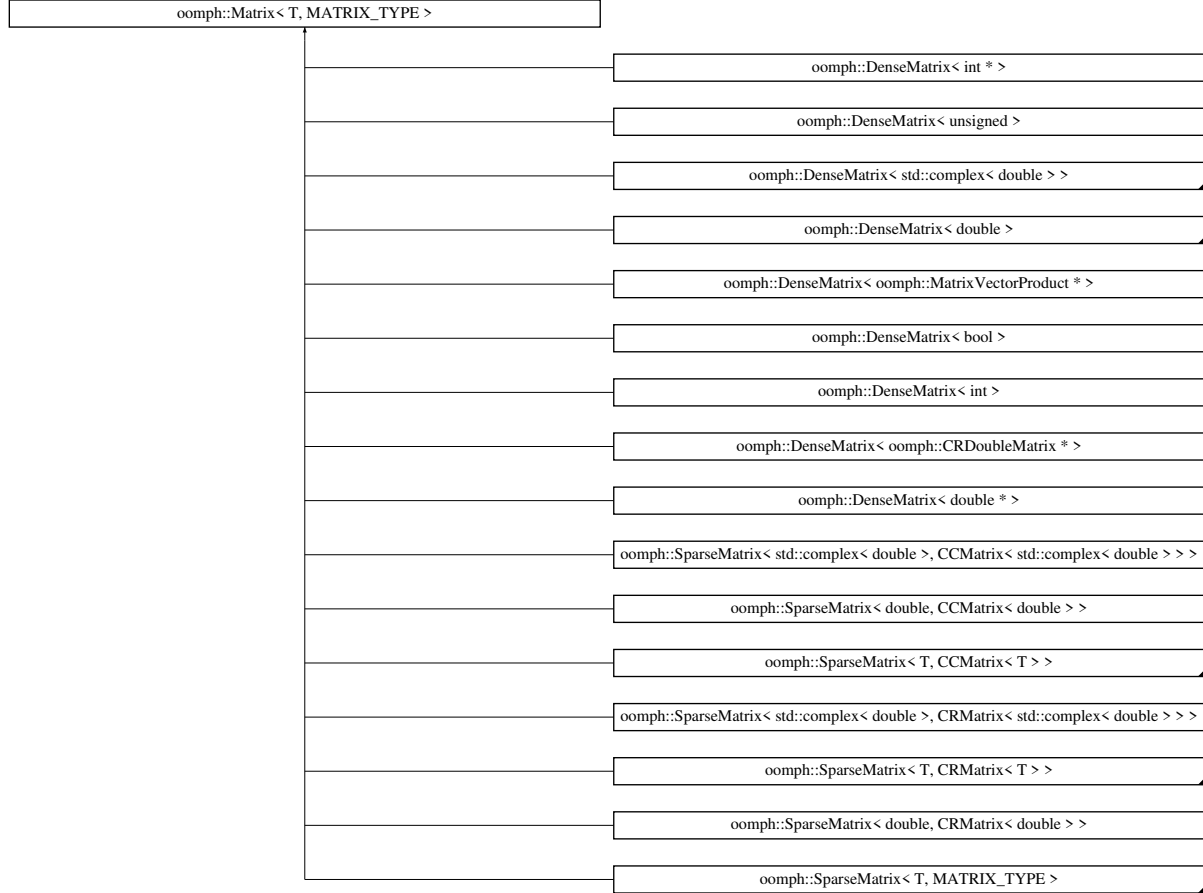 oomph::Matrix< T, MATRIX_TYPE >
oomph::DenseMatrix< int * >
oomph::DenseMatrix< unsigned >
oomph::DenseMatrix< std::complex< double > >
oomph::DenseMatrix< double >
oomph::DenseMatrix< oomph::MatrixVectorProduct * >
oomph::DenseMatrix< bool >
oomph::DenseMatrix< int >
oomph::DenseMatrix< oomph::CRDoubleMatrix * >
oomph::DenseMatrix< double * >
oomph::SparseMatrix< std::complex< double >, CCMatrix< std::complex< double > > >
oomph::SparseMatrix< double, CCMatrix< double > >
oomph::SparseMatrix< T, CCMatrix< T > >
oomph::SparseMatrix< std::complex< double >, CRMatrix< std::complex< double > > >
oomph::SparseMatrix< T, CRMatrix< T > >
oomph::SparseMatrix< double, CRMatrix< double > >
oomph::SparseMatrix< T, MATRIX_TYPE >